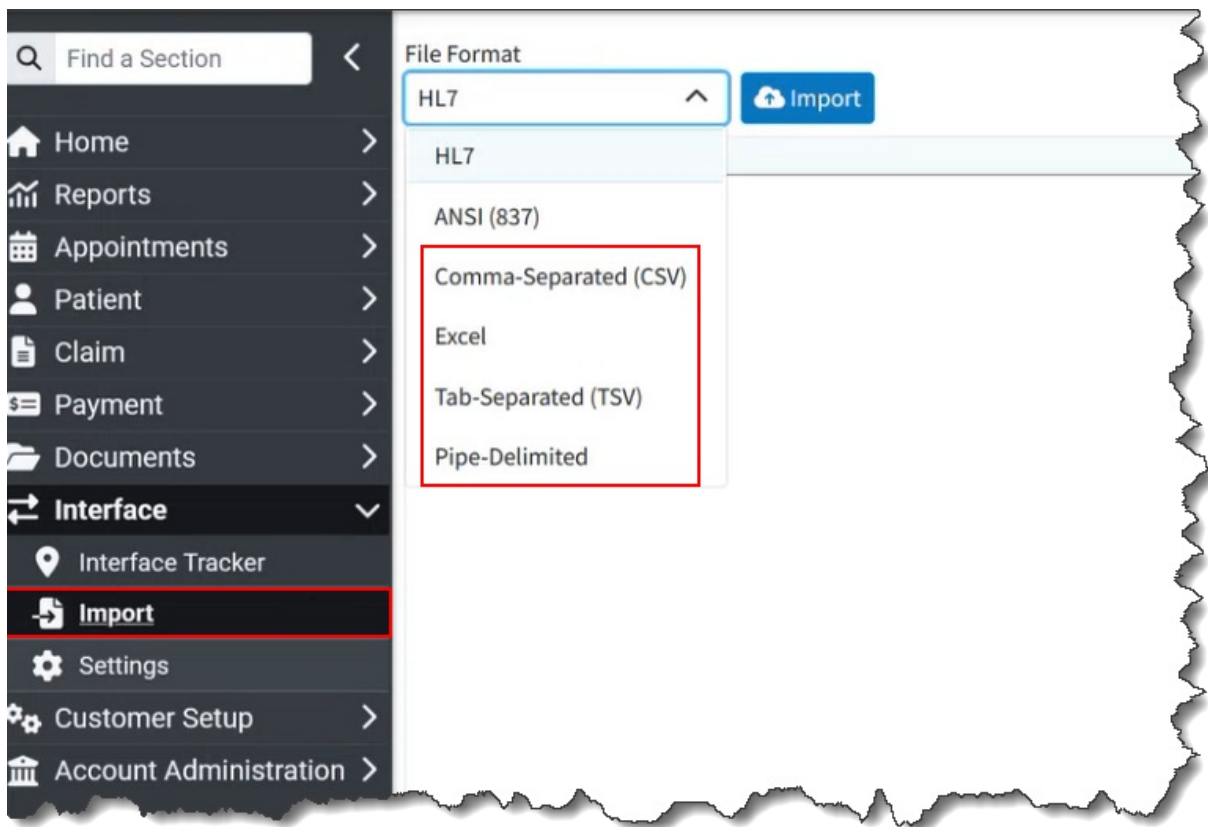 Find a Section
Home
Reports
Appointments
Patient
Claim
Payment
Documents
Interface
Interface Tracker
Import
Settings
Customer Setup
Account Administration
File Format
HL7
Import
HL7
ANSI (837)
Comma-Separated (CSV)
Excel
Tab-Separated (TSV)
Pipe-Delimited